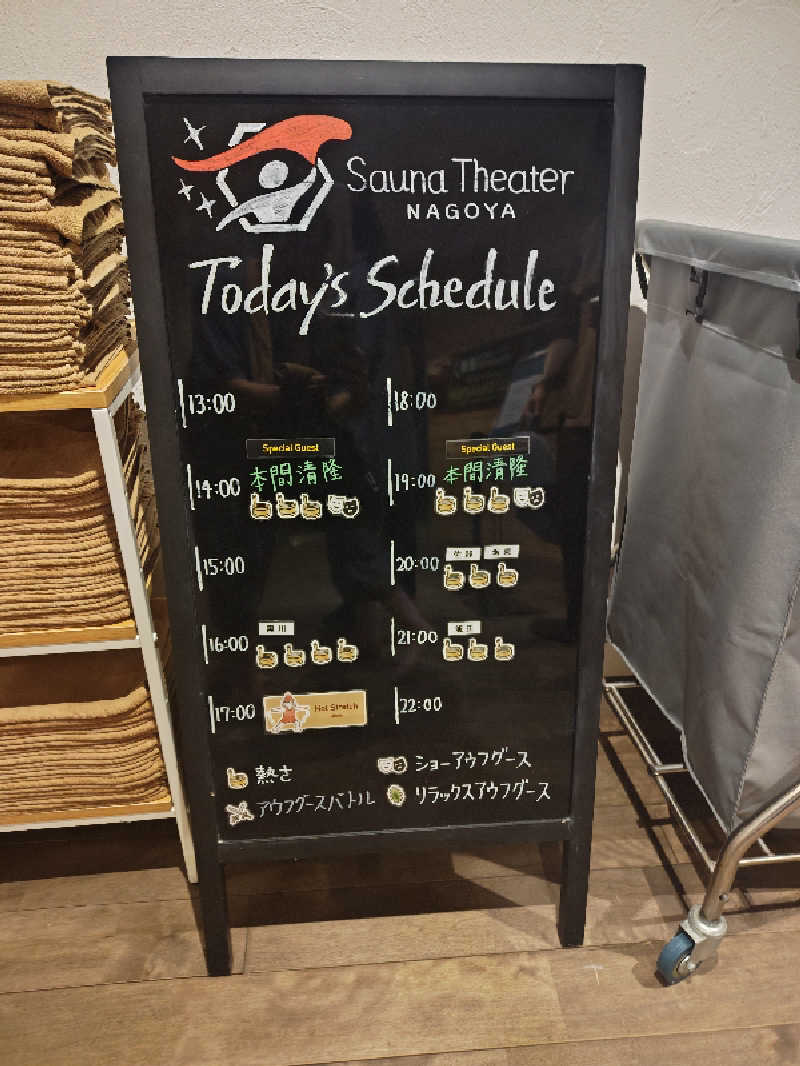 Sauna Theater
NAGOYA
Today's Schedule
13:00
Special Guest
14:00 本間清隆
15:00
黒川
16:00
17:00 Hot Stretch
18:00
Special Guest
19:00 本間清隆
20:00
21:00
22:00
熱さ
ショーアウフグース
アウフグースバトル
リラックスアウフグース